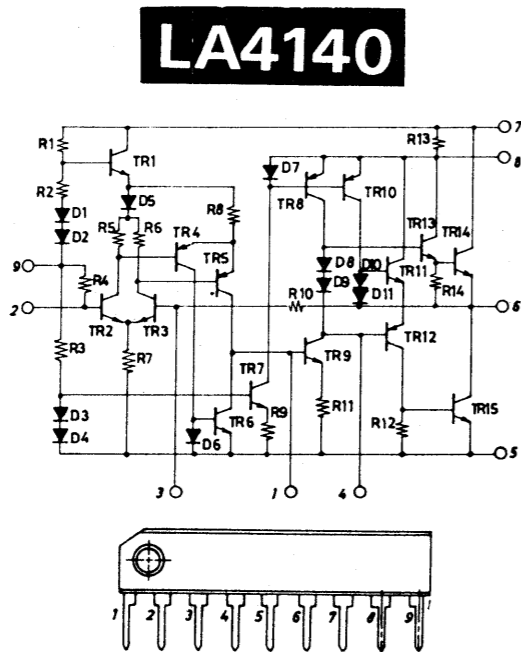 LA4140
7
R1
R13
TR1
8
D7
R2
D5
TR8
TR10
D1
R8
D2
R5
R6
TR4
TR13
TR14
9
TR5
D8
D10
TR11
R4
D9
D11
R14
2
R10
6
TR2
TR3
TR12
R3
R7
TR7
TR9
D3
R9
R11
TR15
D4
TR6
R12
D6
5
3
1
4
1
2
3
4
5
6
7
8
9